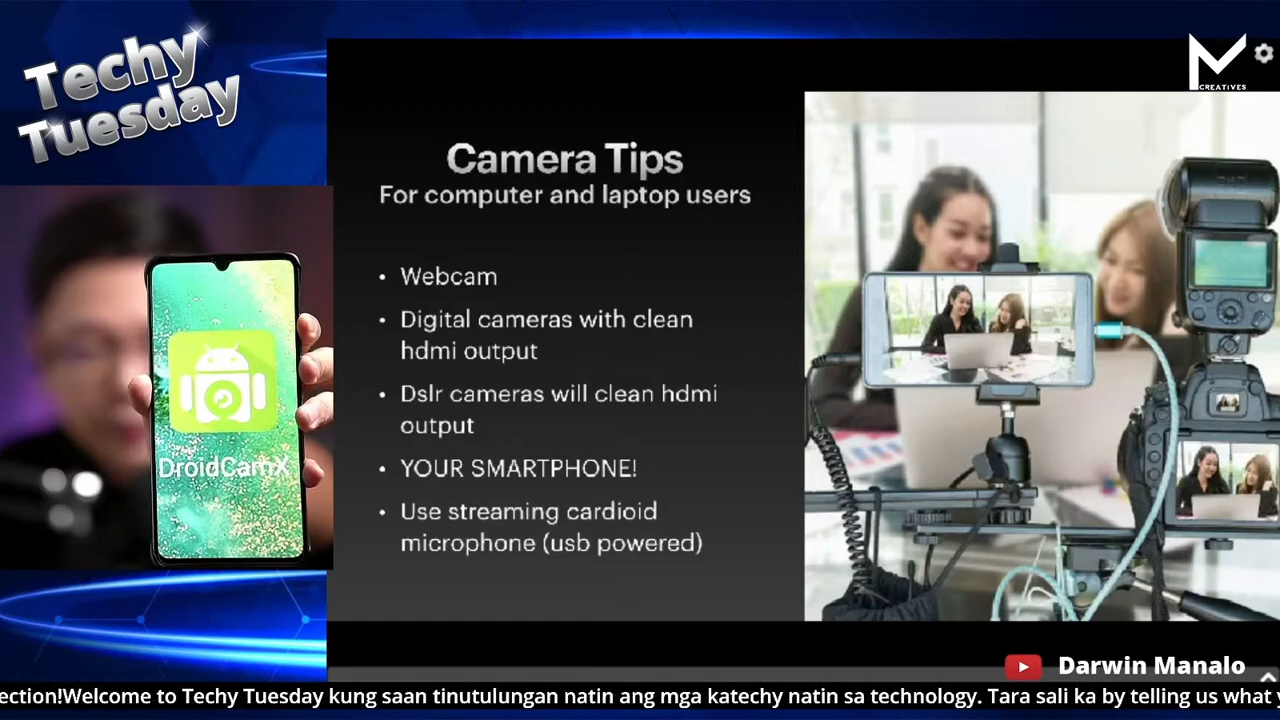 Techy
Tuesday
CREATIVES
Camera Tips
For computer and laptop users
• Webcam
• Digital cameras with clean
hdmi output
• Dslr cameras will clean hdmi
output
• YOUR SMARTPHONE!
• Use streaming cardioid
microphone (usb powered)
DroidCamX
Darwin Manalo
ection!Welcome to Techy Tuesday kung saan tinutulungan natin ang mga katechy natin sa technology. Tara sali ka by telling us what